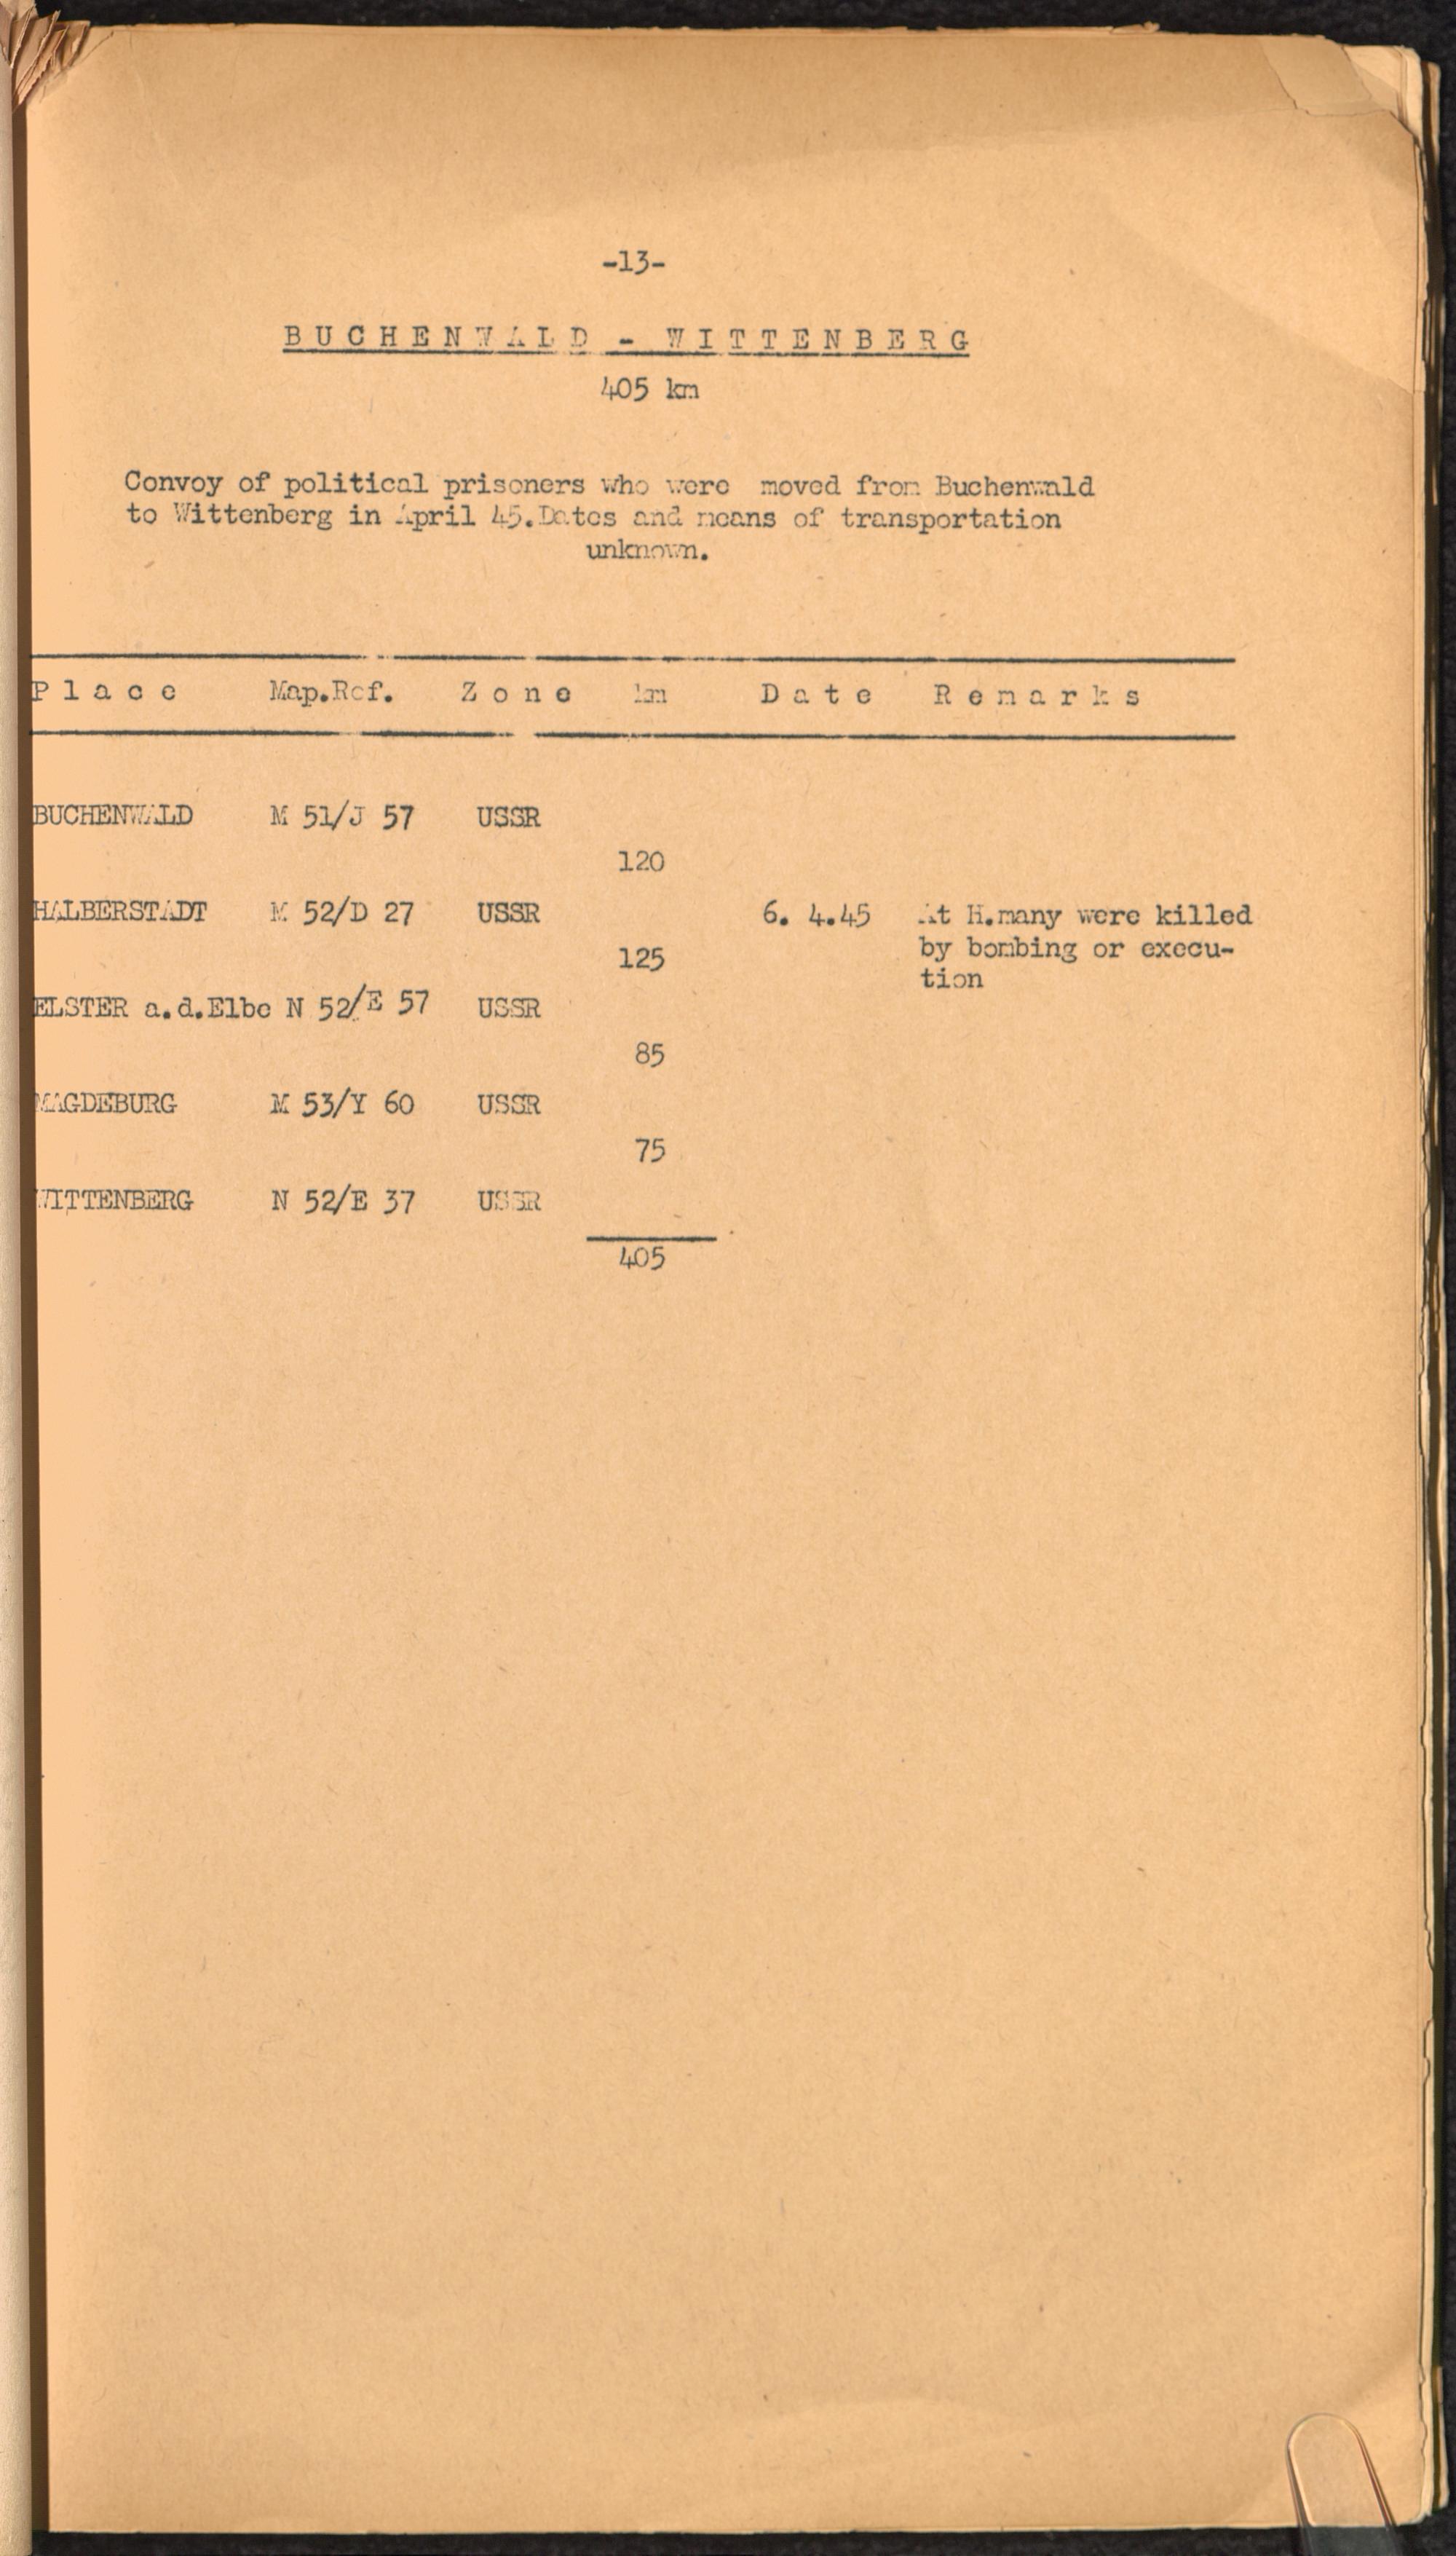 -13-
BUCHENWALD - WITTENBERG
405 km
Convoy of political prisoners who were moved from Buchenwald
to Wittenberg in April 45.Dates and means of transportation
unknown.
Place Map.Ref. Zone km Date Remarks
BUCHENWALD M 51/J 57 USSR
120
HALBERSTADT M 52/D 27 USSR 6. 4.45 At H.many were killed
by bombing or execu-
125
tion
ELSTER a.d.Elbe N 52/E 57 USSR
85
MAGDEBURG M 53/Y 60 USSR
75
WITTENBERG N 52/E 37 USSR
405